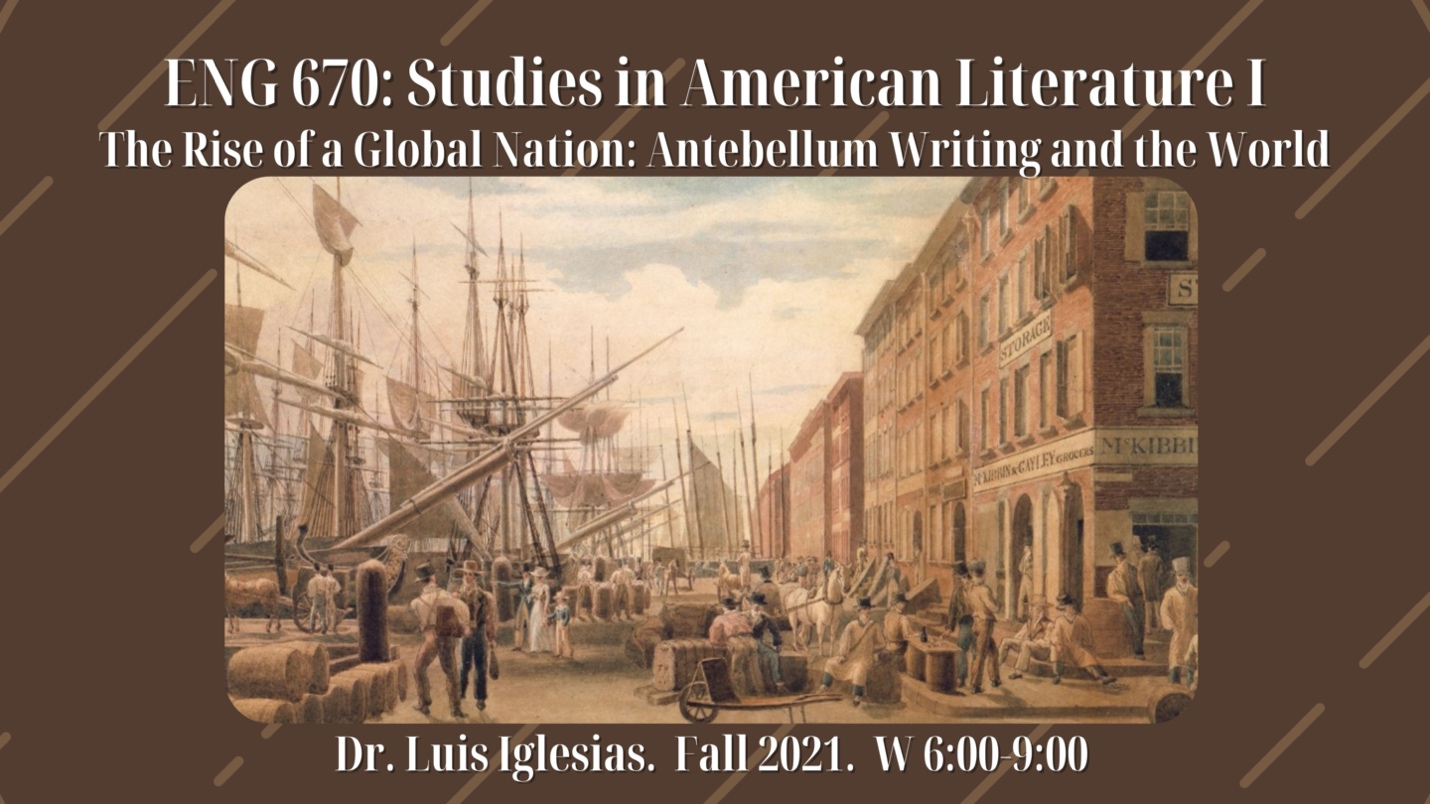 ENG 670: Studies in American Literature I
The Rise of a Global Nation: Antebellum Writing and the World
STORAGE
McKIBBIN & GAYLEY GROCERS
McKIBBI
Dr. Luis Iglesias. Fall 2021. W 6:00-9:00